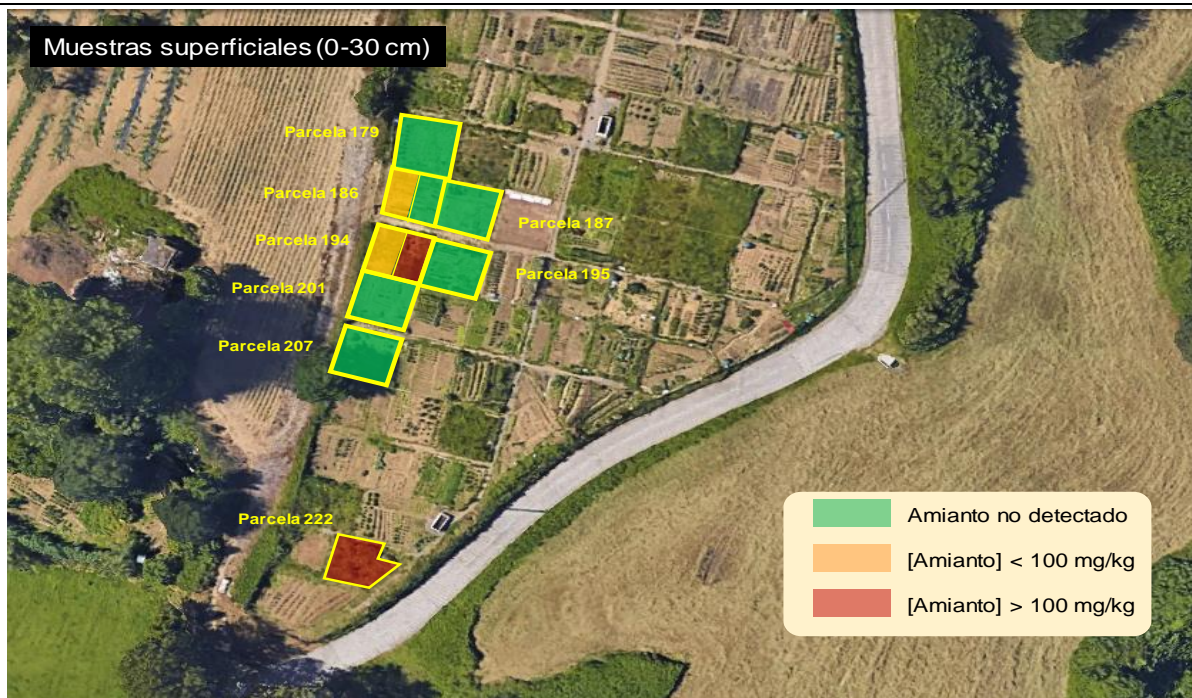 Muestras superficiales (0-30 cm)
Parcela 179
Parcela 186
Parcela 187
Parcela 194
Parcela 195
Parcela 201
Parcela 207
Parcela 222
Amianto no detectado
[Amianto] < 100 mg/kg
[Amianto] > 100 mg/kg